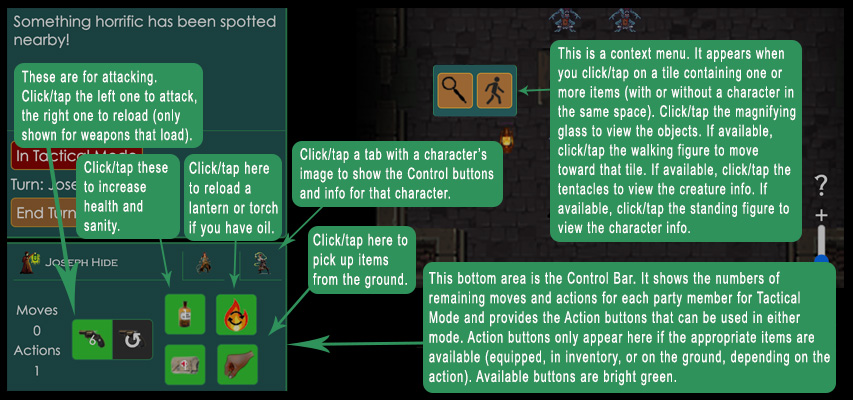 Something horrific has been spotted
nearby!
These are for attacking.
Click/tap the left one to attack,
the right one to reload (only
shown for weapons that load).
In Tactical Mode
Turn: Jose
End Turn
Click/tap these
to increase
health and
sanity.
Click/tap here
to reload a
lantern or torch
if you have oil.
Click/tap a tab with a character's
image to show the Control buttons
and info for that character.
Click/tap here to
pick up items
from the ground.
This is a context menu. It appears when
you click/tap on a tile containing one or
more items (with or without a character in
the same space). Click/tap the magnifying
glass to view the objects. If available,
click/tap the walking figure to move
toward that tile. If available, click/tap the
tentacles to view the creature info. If
available, click/tap the standing figure to
view the character info.
?
+
Joseph Hide
Moves
0
Actions
1
6
This bottom area is the Control Bar. It shows the numbers of
remaining moves and actions for each party member for Tactical
Mode and provides the Action buttons that can be used in either
mode. Action buttons only appear here if the appropriate items are
available (equipped, in inventory, or on the ground, depending on the
action). Available buttons are bright green.